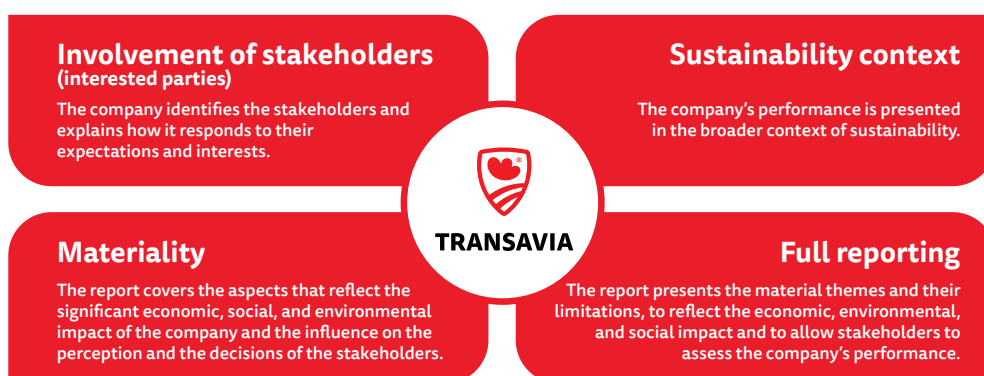 Involvement of stakeholders
(interested parties)
The company identifies the stakeholders and
explains how it responds to their
expectations and interests.
Sustainability context
The company's performance is presented
in the broader context of sustainability.
®
TRANSAVIA
Materiality
The report covers the aspects that reflect the
significant economic, social, and environmental
impact of the company and the influence on the
perception and the decisions of the stakeholders.
Full reporting
The report presents the material themes and their
limitations, to reflect the economic, environmental,
and social impact and to allow stakeholders to
assess the company's performance.